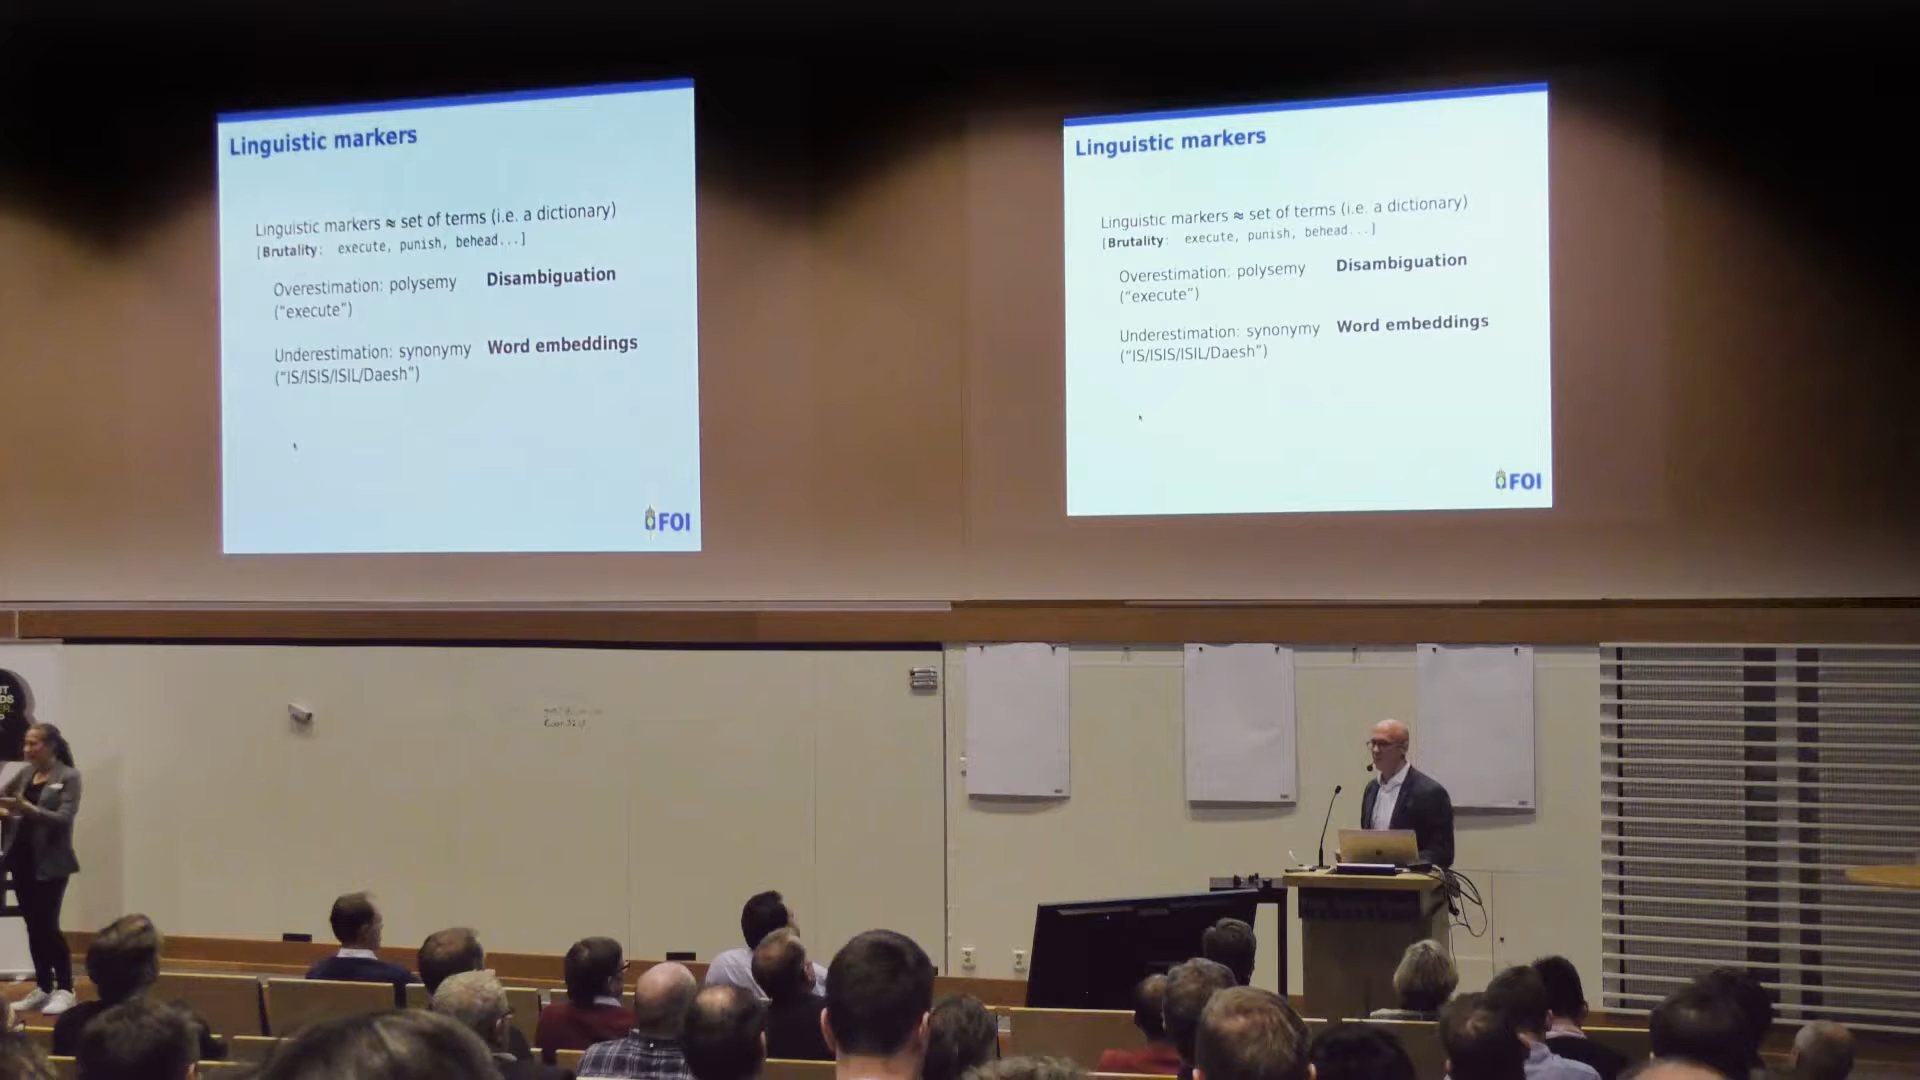 Linguistic markers
Linguistic markers ≈ set of terms (i.e. a dictionary)
[Brutality: execute, punish, behead...]
Overestimation: polysemy Disambiguation
("execute")
Underestimation: synonymy Word embeddings
("IS/ISIS/ISIL/Daesh")
FOI
Linguistic markers
Linguistic markers ≈ set of terms (i.e. a dictionary)
[Brutality: execute, punish, behead...]
Overestimation: polysemy Disambiguation
("execute")
Underestimation: synonymy Word embeddings
("IS/ISIS/ISIL/Daesh")
FOI